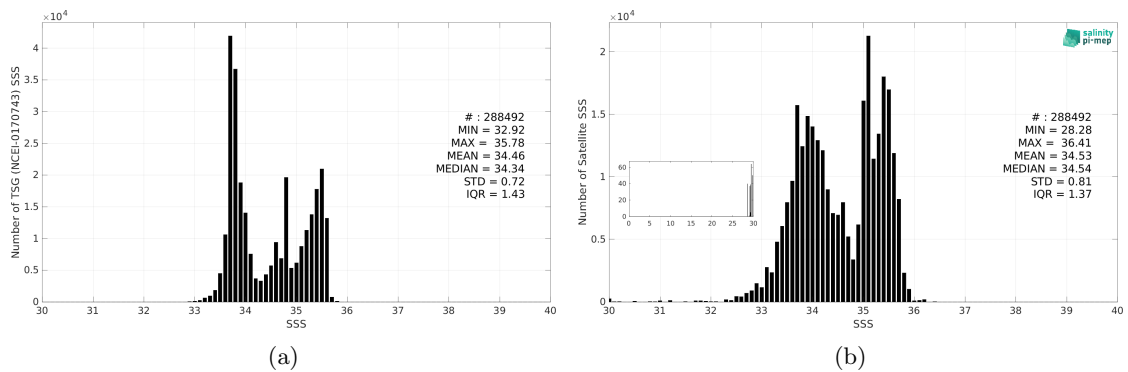 ×10⁴
4
3.5
3
2.5
2
1.5
1
0.5
0
Number of TSG (NCEI-0170743) SSS
# : 288492
MIN = 32.92
MAX = 35.78
MEAN = 34.46
MEDIAN = 34.34
STD = 0.72
IQR = 1.43
30 31 32 33 34 35 36 37 38 39 40
SSS
(a)
×10⁴
2
1.5
1
0.5
0
Number of Satellite SSS
salinity
pi-mep
# : 288492
MIN = 28.28
MAX = 36.41
MEAN = 34.53
MEDIAN = 34.54
STD = 0.81
IQR = 1.37
60
40
20
0
0 5 10 15 20 25 30
30 31 32 33 34 35 36 37 38 39 40
SSS
(b)